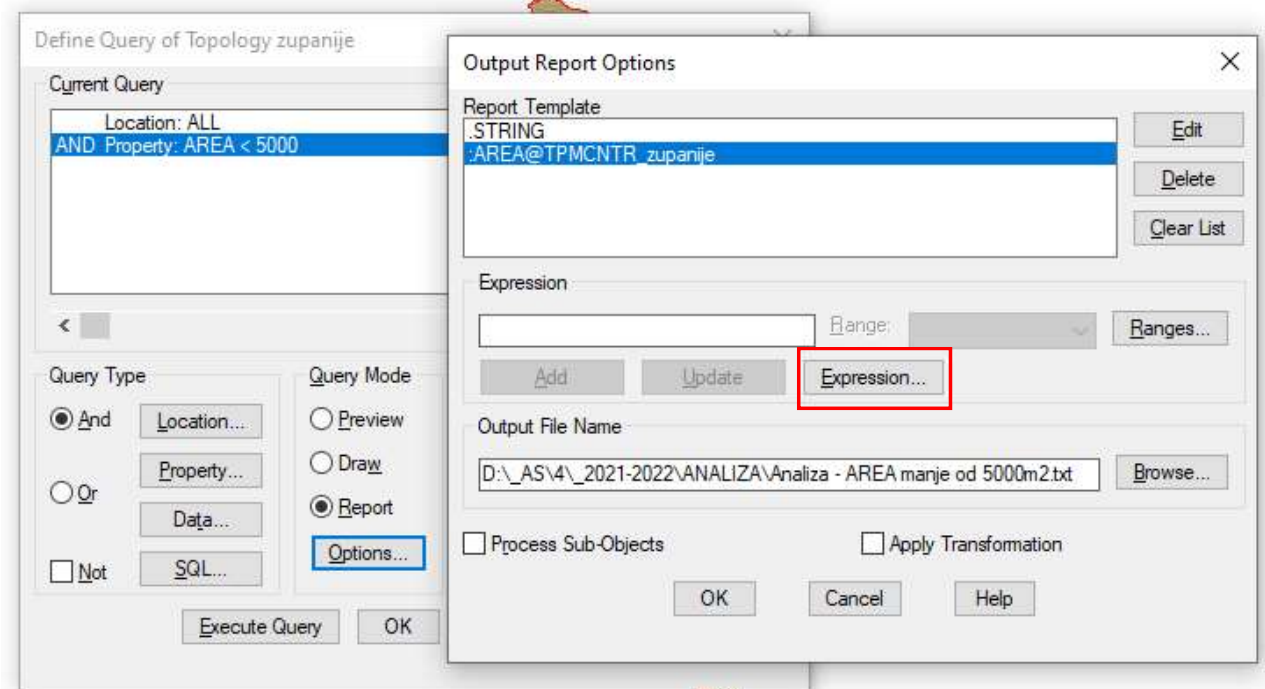 Define Query of Topology zupanije
Current Query
Location: ALL
AND Property: AREA < 5000
Query Type
And
Or
Not
Location...
Property...
Data...
SQL...
Query Mode
Preview
Draw
Report
Options...
Execute Query
OK
Output Report Options
Report Template
.STRING
:AREA@TPMCNTR_zupanije
Edit
Delete
Clear List
Expression
Range:
Ranges...
Add
Update
Expression...
Output File Name
D:\_AS\4\_2021-2022\ANALIZA\Analiza - AREA manje od 5000m2.txt
Browse...
Process Sub-Objects
Apply Transformation
OK
Cancel
Help